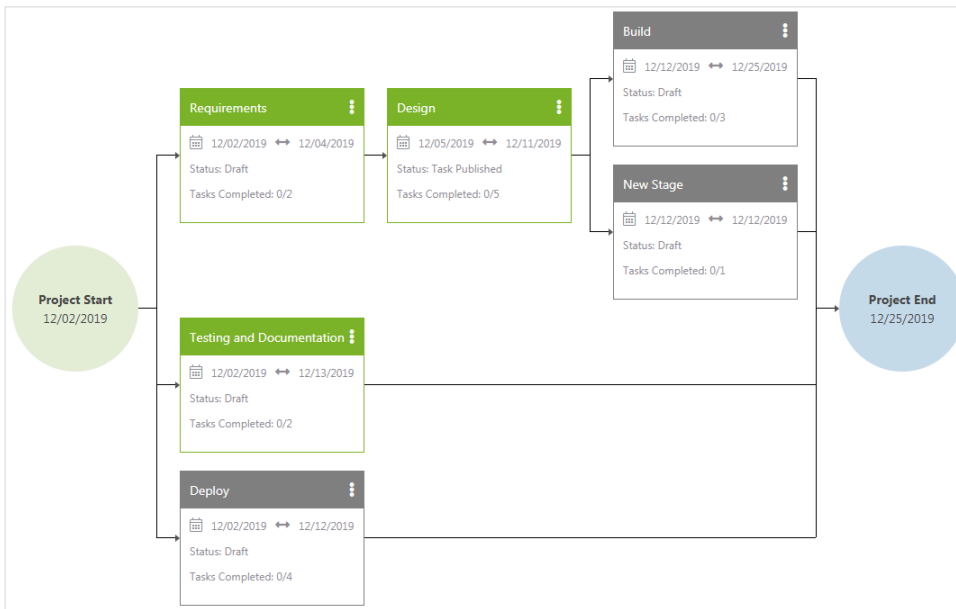 Build
12/12/2019 12/25/2019
Status: Draft
Tasks Completed: 0/3
Requirements
12/02/2019 12/04/2019
Status: Draft
Tasks Completed: 0/2
Design
12/05/2019 12/11/2019
Status: Task Published
Tasks Completed: 0/5
New Stage
12/12/2019 12/12/2019
Status: Draft
Tasks Completed: 0/1
Project Start
12/02/2019
Project End
12/25/2019
Testing and Documentation
12/02/2019 12/13/2019
Status: Draft
Tasks Completed: 0/2
Deploy
12/02/2019 12/12/2019
Status: Draft
Tasks Completed: 0/4